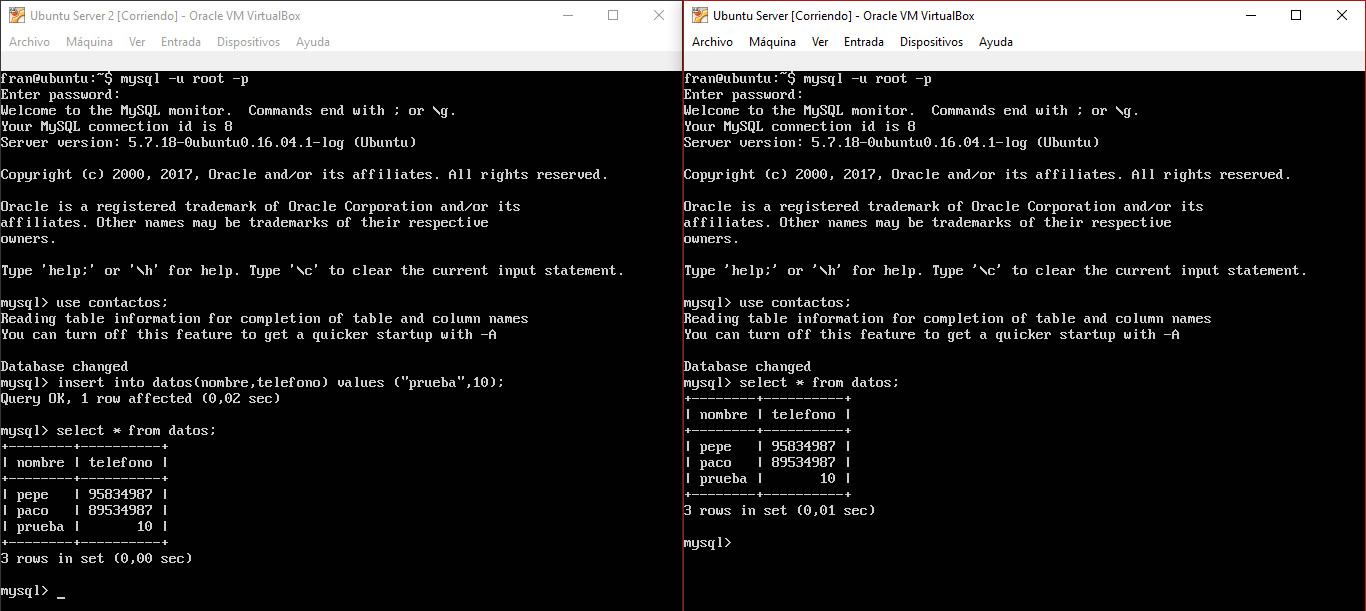 Ubuntu Server 2 [Corriendo] - Oracle VM VirtualBox
Archivo Máquina Ver Entrada Dispositivos Ayuda
fran@ubuntu:~$ mysql -u root -p
Enter password:
Welcome to the MySQL monitor.  Commands end with ; or \g.
Your MySQL connection id is 8
Server version: 5.7.18-0ubuntu0.16.04.1-log (Ubuntu)
Copyright (c) 2000, 2017, Oracle and/or its affiliates. All rights reserved.
Oracle is a registered trademark of Oracle Corporation and/or its
affiliates. Other names may be trademarks of their respective
owners.
Type 'help;' or '\h' for help. Type '\c' to clear the current input statement.
mysql> use contactos;
Reading table information for completion of table and column names
You can turn off this feature to get a quicker startup with -A
Database changed
mysql> insert into datos(nombre,telefono) values ("prueba",10);
Query OK, 1 row affected (0,02 sec)
mysql> select * from datos;
+--------+----------+
| nombre | telefono |
+--------+----------+
| pepe   | 95834987 |
| paco   | 89534987 |
| prueba |       10 |
+--------+----------+
3 rows in set (0,00 sec)
mysql> _
Ubuntu Server [Corriendo] - Oracle VM VirtualBox
Archivo Máquina Ver Entrada Dispositivos Ayuda
fran@ubuntu:~$ mysql -u root -p
Enter password:
Welcome to the MySQL monitor.  Commands end with ; or \g.
Your MySQL connection id is 8
Server version: 5.7.18-0ubuntu0.16.04.1-log (Ubuntu)
Copyright (c) 2000, 2017, Oracle and/or its affiliates. All rights reserved.
Oracle is a registered trademark of Oracle Corporation and/or its
affiliates. Other names may be trademarks of their respective
owners.
Type 'help;' or '\h' for help. Type '\c' to clear the current input statement.
mysql> use contactos;
Reading table information for completion of table and column names
You can turn off this feature to get a quicker startup with -A
Database changed
mysql> select * from datos;
+--------+----------+
| nombre | telefono |
+--------+----------+
| pepe   | 95834987 |
| paco   | 89534987 |
| prueba |       10 |
+--------+----------+
3 rows in set (0,01 sec)
mysql>